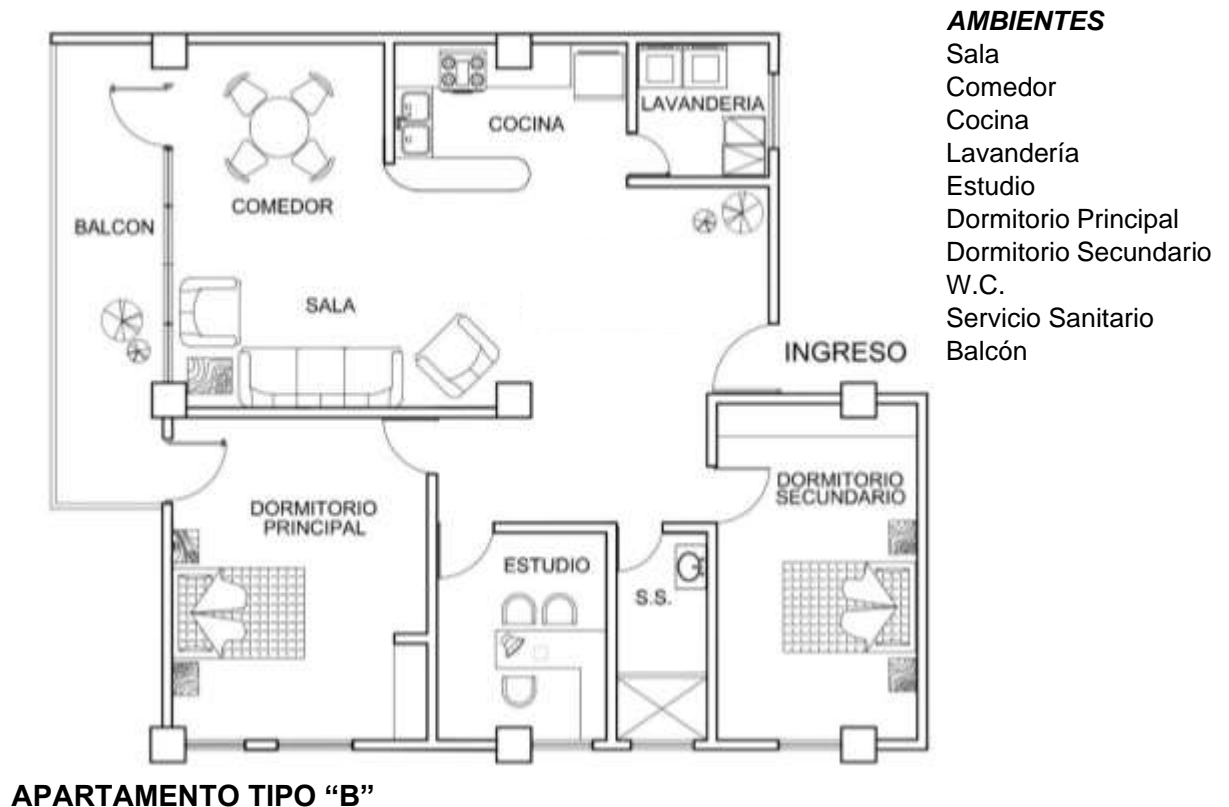 AMBIENTES
Sala
Comedor
Cocina
Lavandería
Estudio
Dormitorio Principal
Dormitorio Secundario
W.C.
Servicio Sanitario
Balcón
LAVANDERIA
COCINA
COMEDOR
BALCON
SALA
INGRESO
DORMITORIO
SECUNDARIO
DORMITORIO
PRINCIPAL
ESTUDIO
S.S.
APARTAMENTO TIPO “B”